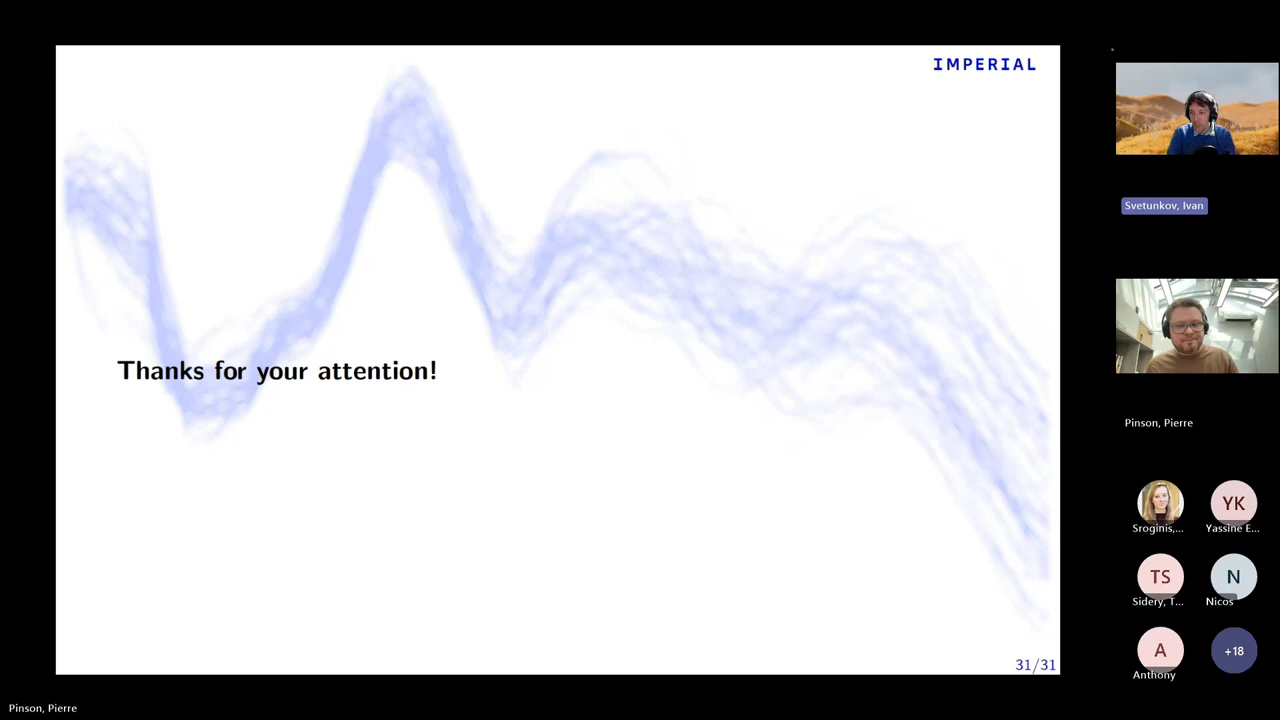 IMPERIAL
Thanks for your attention!
31/31
Svetunkov, Ivan
Pinson, Pierre
YK
Sroginis,...
Yassine E...
TS
N
Sidery, T...
Nicos
A
+18
Anthony
Pinson, Pierre